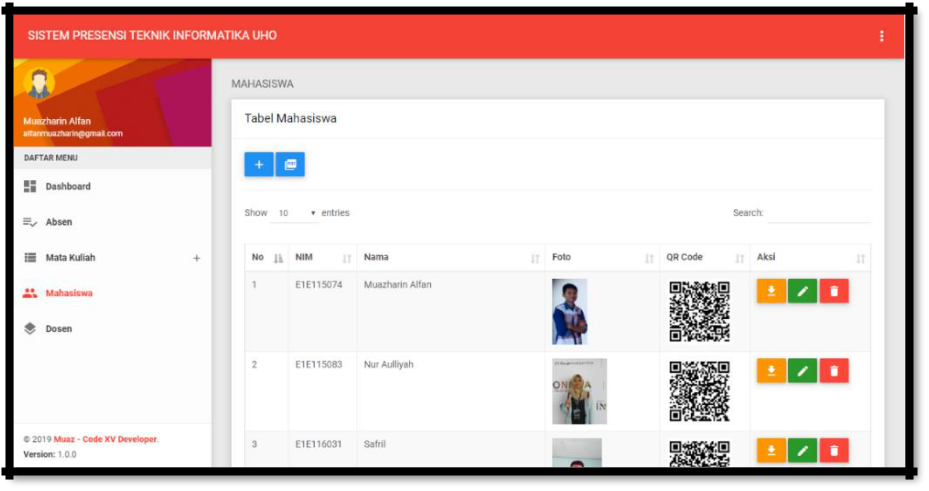 SISTEM PRESENSI TEKNIK INFORMATIKA UHO
Muazharin Alfan
alfanmuazharin@gmail.com
DAFTAR MENU
Dashboard
Absen
Mata Kuliah +
Mahasiswa
Dosen
© 2019 Muaz - Code XV Developer.
Version: 1.0.0
MAHASISWA
Tabel Mahasiswa
+
Show 10 entries
Search:
No NIM Nama Foto QR Code Aksi
1 E1E115074 Muazharin Alfan
2 E1E115083 Nur Aulliyah
3 E1E116031 Safril